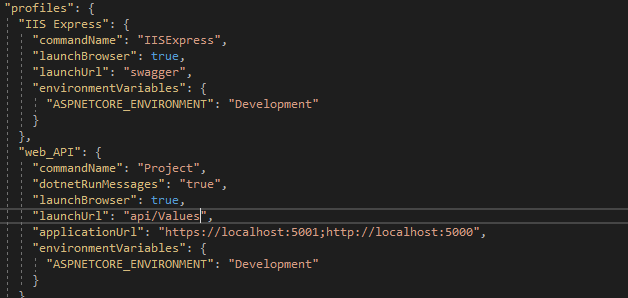 "profiles": {
"IIS Express": {
"commandName": "IISExpress",
"launchBrowser": true,
"launchUrl": "swagger",
"environmentVariables": {
"ASPNETCORE_ENVIRONMENT": "Development"
}
},
"web_API": {
"commandName": "Project",
"dotnetRunMessages": "true",
"launchBrowser": true,
"launchUrl": "api/Values",
"applicationUrl": "https://localhost:5001;http://localhost:5000",
"environmentVariables": {
"ASPNETCORE_ENVIRONMENT": "Development"
}
}